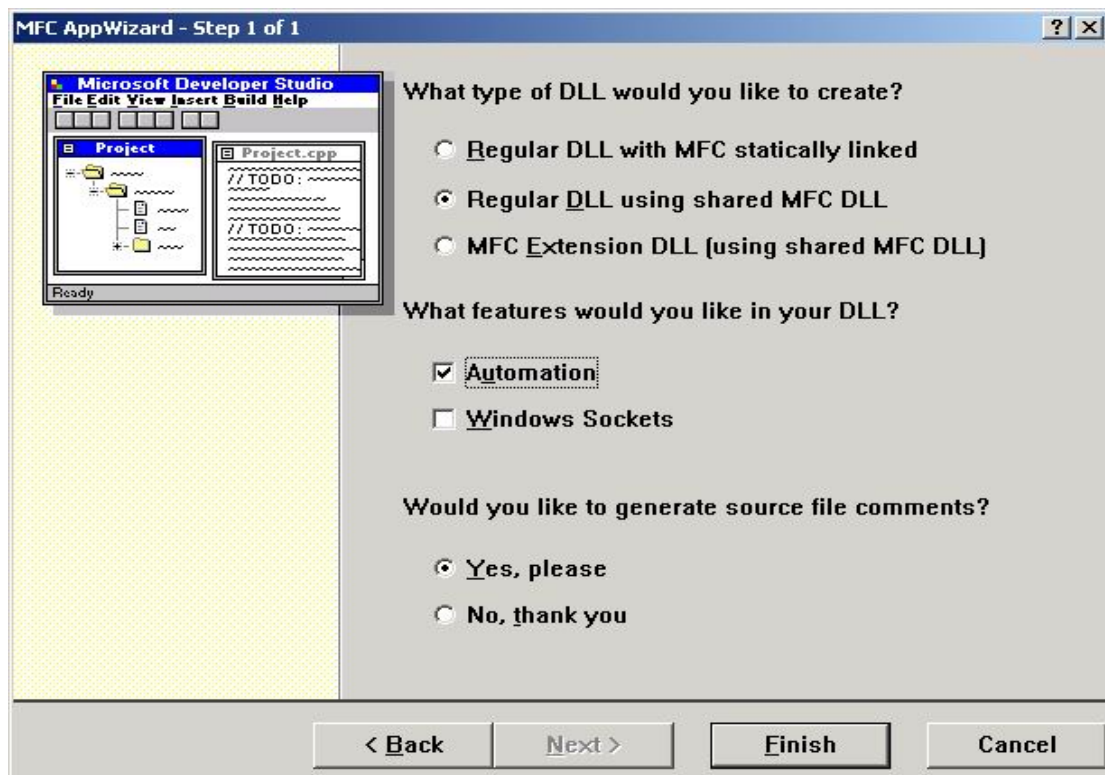 MFC AppWizard - Step 1 of 1
Microsoft Developer Studio
File Edit View Insert Build Help
Project
Project.cpp
//TODO:
//TODO:
Ready
What type of DLL would you like to create?
Regular DLL with MFC statically linked
Regular DLL using shared MFC DLL
MFC Extension DLL (using shared MFC DLL)
What features would you like in your DLL?
Automation
Windows Sockets
Would you like to generate source file comments?
Yes, please
No, thank you
< Back
Next >
Finish
Cancel